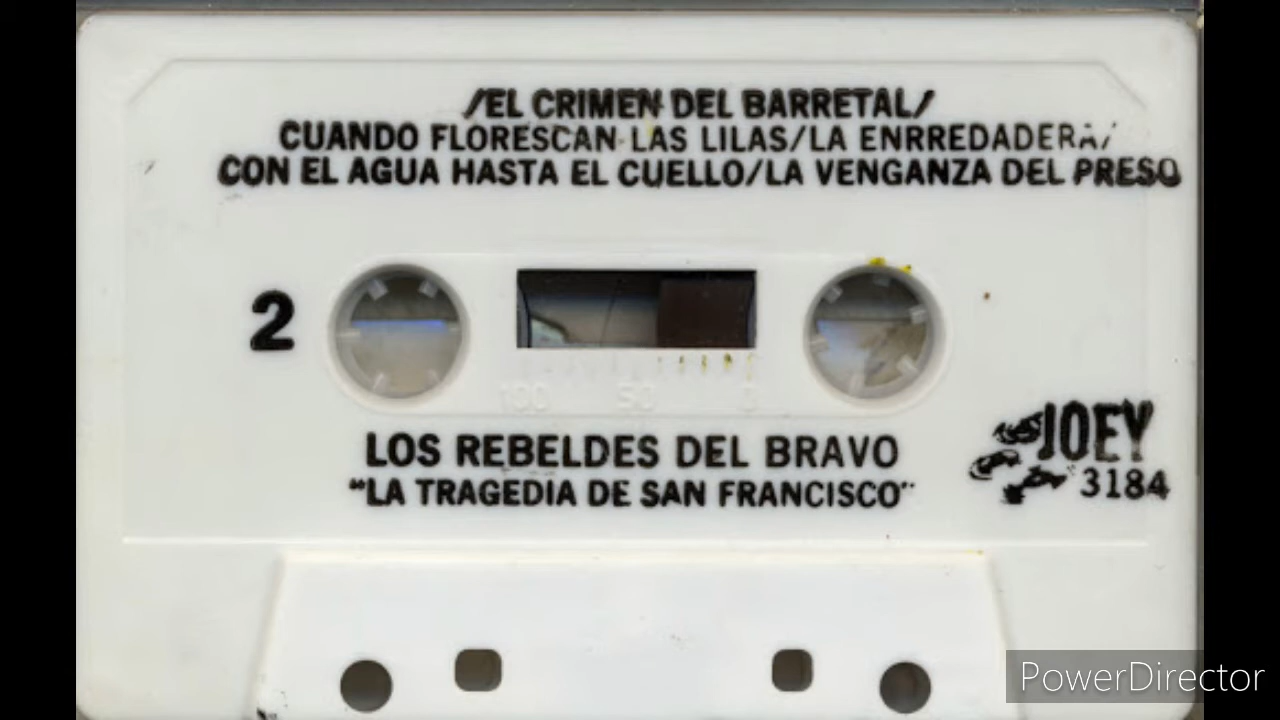 /EL CRIMEN DEL BARRETAL/
CUANDO FLORESCAN LAS LILAS/LA ENRREDADERA/
CON EL AGUA HASTA EL CUELLO/LA VENGANZA DEL PRESO
2
100 50 0
LOS REBELDES DEL BRAVO
"LA TRAGEDIA DE SAN FRANCISCO"
JOEY
3184
PowerDirector